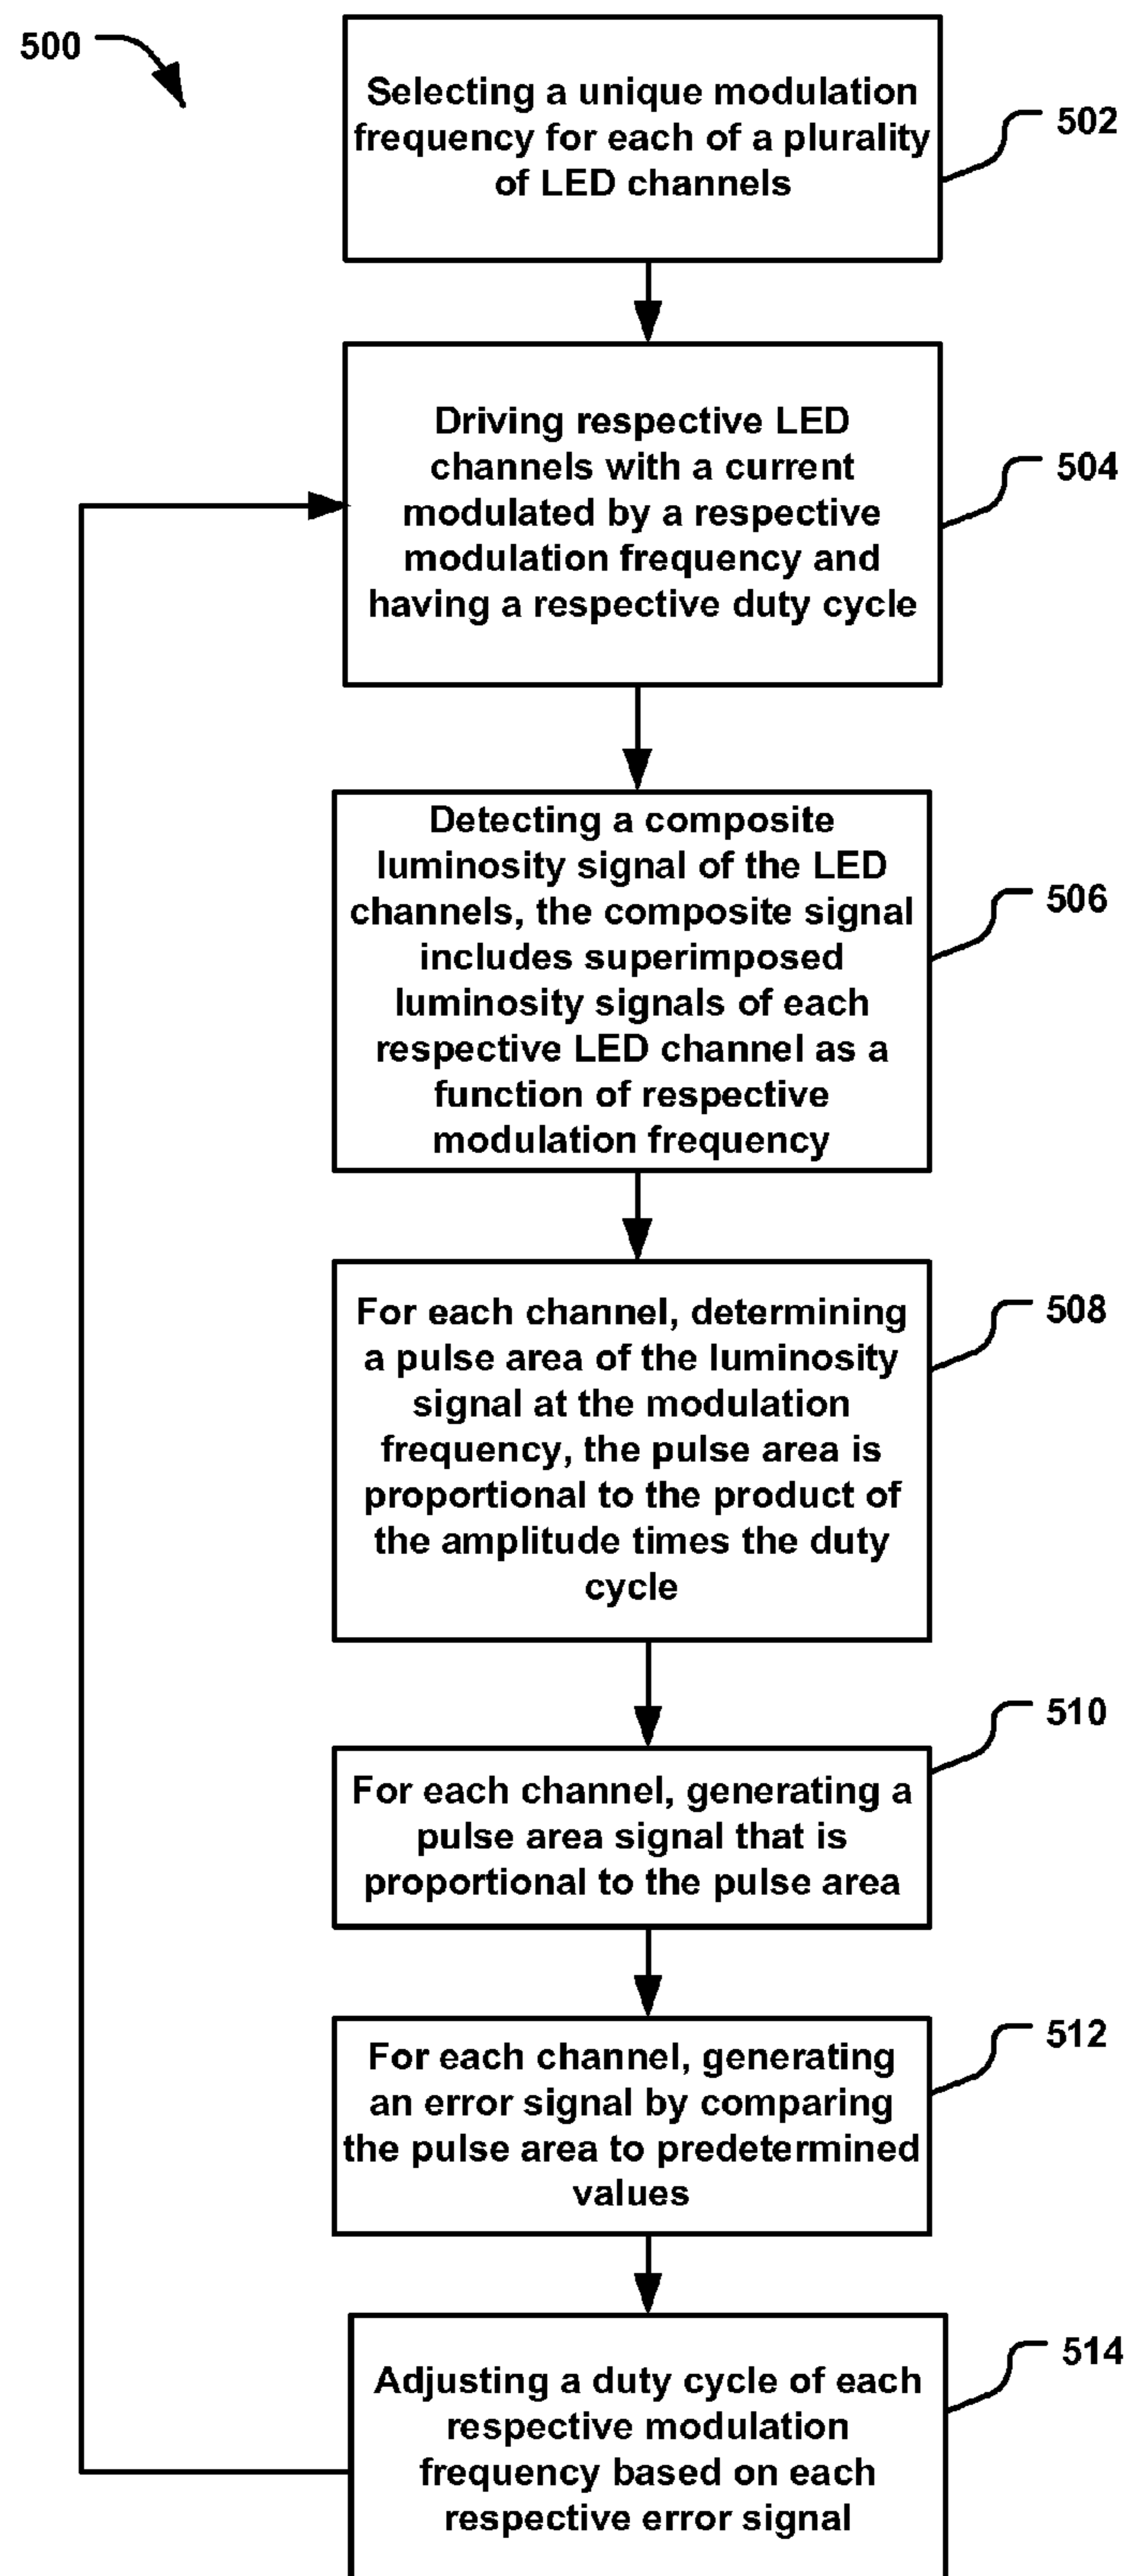 500
Selecting a unique modulation
frequency for each of a plurality
of LED channels
502
Driving respective LED
channels with a current
modulated by a respective
modulation frequency and
having a respective duty cycle
504
Detecting a composite
luminosity signal of the LED
channels, the composite signal
includes superimposed
luminosity signals of each
respective LED channel as a
function of respective
modulation frequency
506
For each channel, determining
a pulse area of the luminosity
signal at the modulation
frequency, the pulse area is
proportional to the product of
the amplitude times the duty
cycle
508
For each channel, generating a
pulse area signal that is
proportional to the pulse area
510
For each channel, generating
an error signal by comparing
the pulse area to predetermined
values
512
Adjusting a duty cycle of each
respective modulation
frequency based on each
respective error signal
514